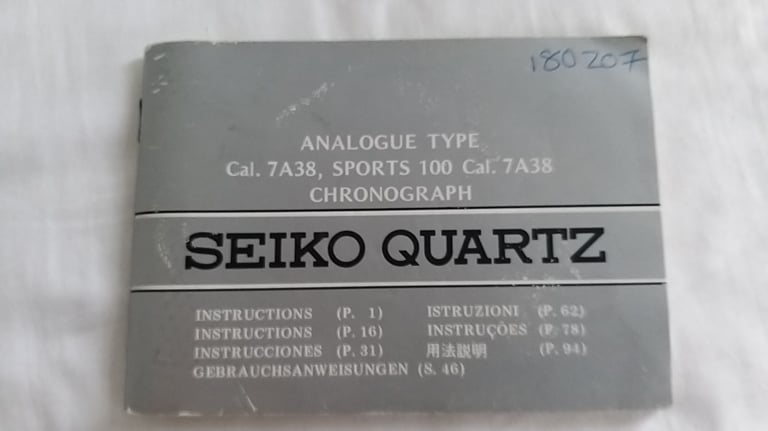 180207
ANALOGUE TYPE
Cal. 7A38, SPORTS 100 Cal. 7A38
CHRONOGRAPH
SEIKO QUARTZ
INSTRUCTIONS (P. 1)
INSTRUCTIONS (P. 16)
INSTRUCCIONES (P. 31)
GEBRAUCHSANWEISUNGEN (S. 46)
ISTRUZIONI (P. 62)
INSTRUÇÕES (P. 78)
用法説明 (P. 94)